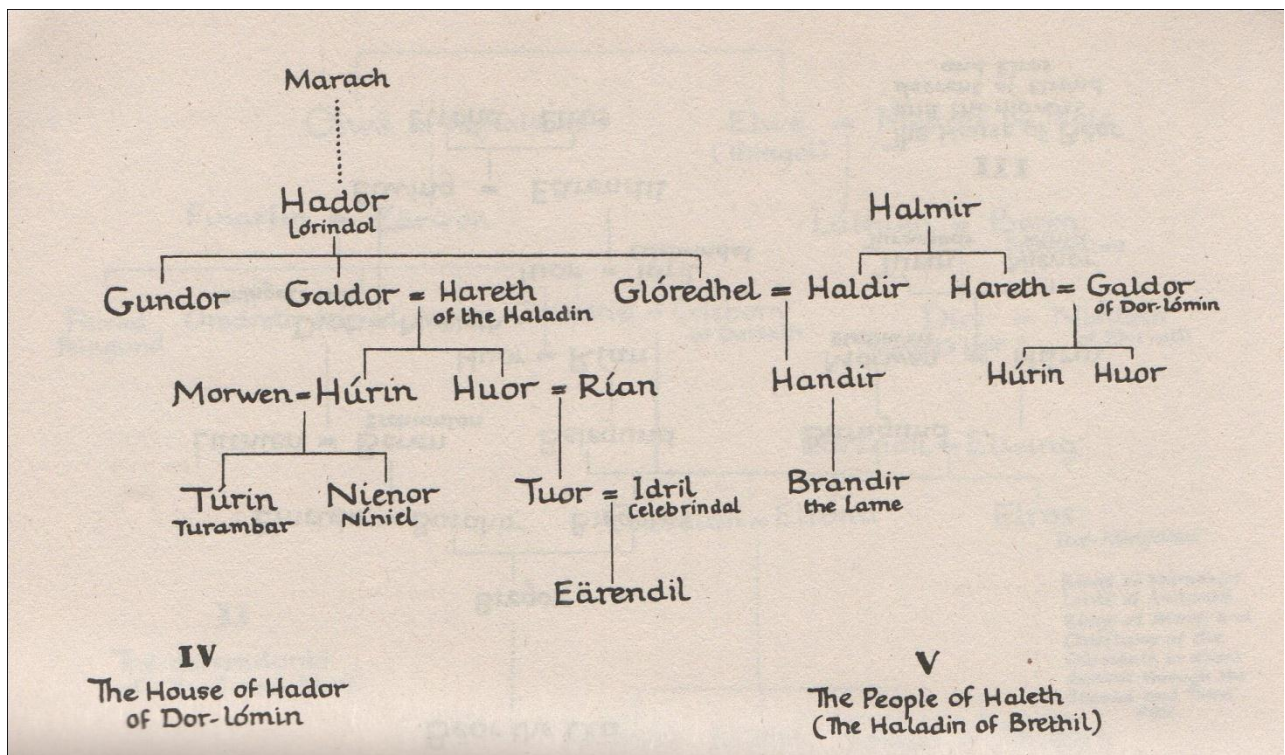 Marach
Hador
Lórindol
Halmir
Gundor Galdor = Hareth Glóredhel = Haldir Hareth = Galdor
of the Haladin
of Dor-lómin
Morwen = Húrin Huor = Rían Handir Húrin Huor
Túrin Nienor Tuor = Idril Brandir
Turambar Níniel Celebrindal the Lame
Eärendil
IV
The House of Hador
of Dor-lómin
V
The People of Haleth
(The Haladin of Brethil)